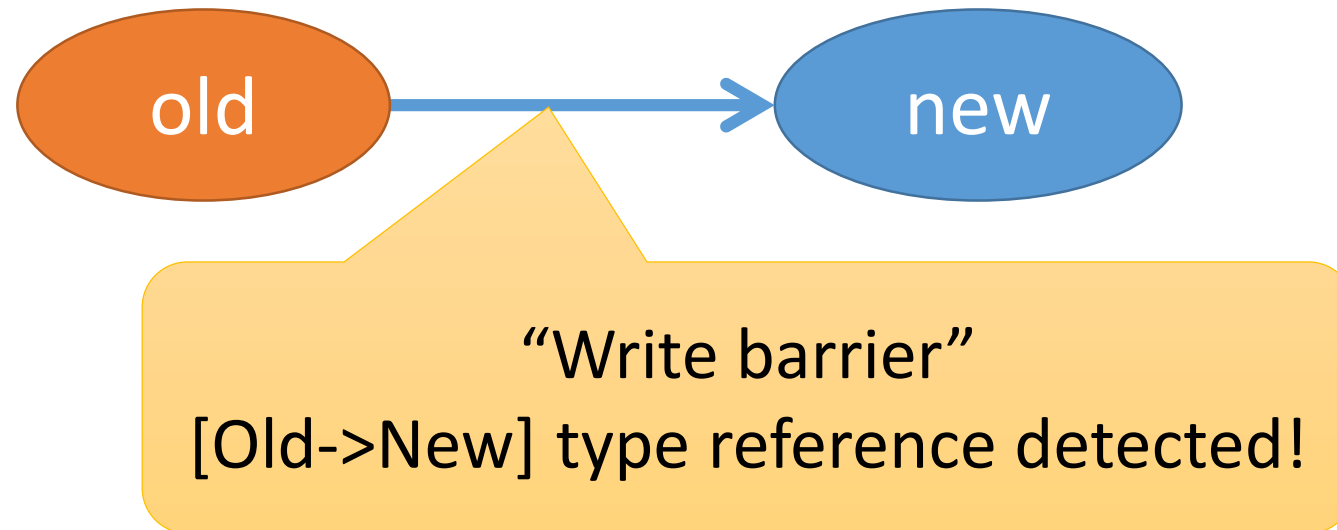 old
new
“Write barrier”
[Old->New] type reference detected!